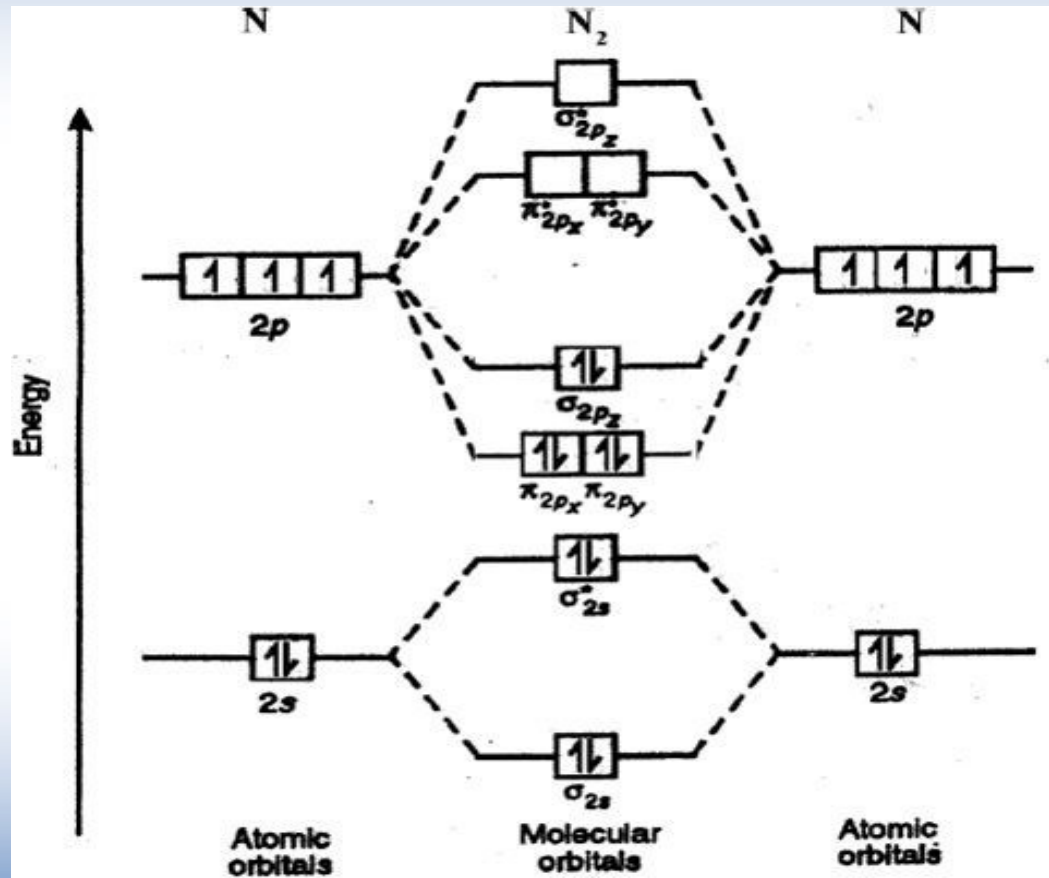 N N₂ N
σ*2pz
π*2px π*2py
2p 2p
σ2pz
π2px π2py
Energy
σ*2s
2s 2s
σ2s
Atomic orbitals
Molecular orbitals
Atomic orbitals